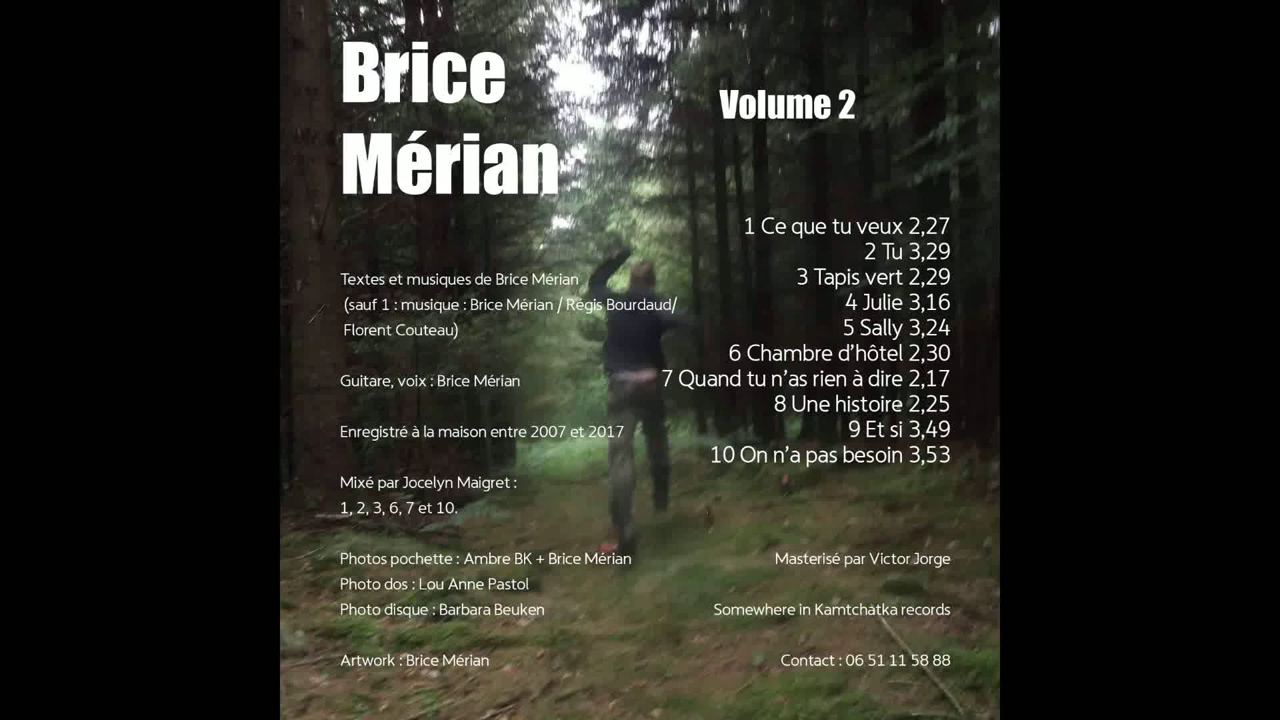 Brice
Mérian
Volume 2
1 Ce que tu veux 2,27
2 Tu 3,29
3 Tapis vert 2,29
4 Julie 3,16
5 Sally 3,24
6 Chambre d’hôtel 2,30
7 Quand tu n’as rien à dire 2,17
8 Une histoire 2,25
9 Et si 3,49
10 On n’a pas besoin 3,53
Textes et musiques de Brice Mérian
(sauf 1 : musique : Brice Mérian / Régis Bourdaud/
Florent Couteau)
Guitare, voix : Brice Mérian
Enregistré à la maison entre 2007 et 2017
Mixé par Jocelyn Maigret :
1, 2, 3, 6, 7 et 10.
Photos pochette : Ambre BK + Brice Mérian
Photo dos : Lou Anne Pastol
Photo disque : Barbara Beuken
Artwork : Brice Mérian
Masterisé par Victor Jorge
Somewhere in Kamtchatka records
Contact : 06 51 11 58 88